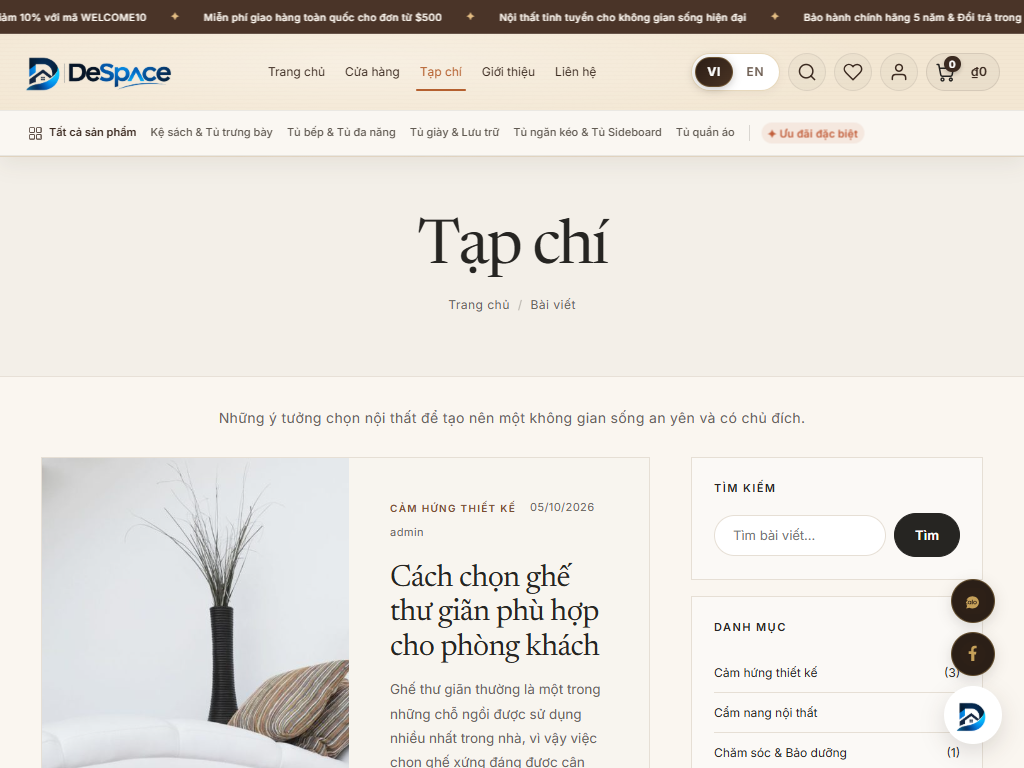 iảm 10% với mã WELCOME10 ✦ Miễn phí giao hàng toàn quốc cho đơn từ $500 ✦ Nội thất tinh tuyển cho không gian sống hiện đại ✦ Bảo hành chính hãng 5 năm & Đổi trả trong
DeSpace
Trang chủ Cửa hàng Tạp chí Giới thiệu Liên hệ
VI EN
0
₫0
Tất cả sản phẩm Kệ sách & Tủ trưng bày Tủ bếp & Tủ đa năng Tủ giày & Lưu trữ Tủ ngăn kéo & Tủ Sideboard Tủ quần áo ✦ Ưu đãi đặc biệt
Tạp chí
Trang chủ / Bài viết
Những ý tưởng chọn nội thất để tạo nên một không gian sống an yên và có chủ đích.
CẢM HỨNG THIẾT KẾ 05/10/2026
admin
Cách chọn ghế
thư giãn phù hợp
cho phòng khách
Ghế thư giãn thường là một trong
những chỗ ngồi được sử dụng
nhiều nhất trong nhà, vì vậy việc
chọn ghế xứng đáng được cân
TÌM KIẾM
Tìm bài viết... Tìm
DANH MỤC
Cảm hứng thiết kế (3)
Cẩm nang nội thất
Chăm sóc & Bảo dưỡng (1)
Zalo